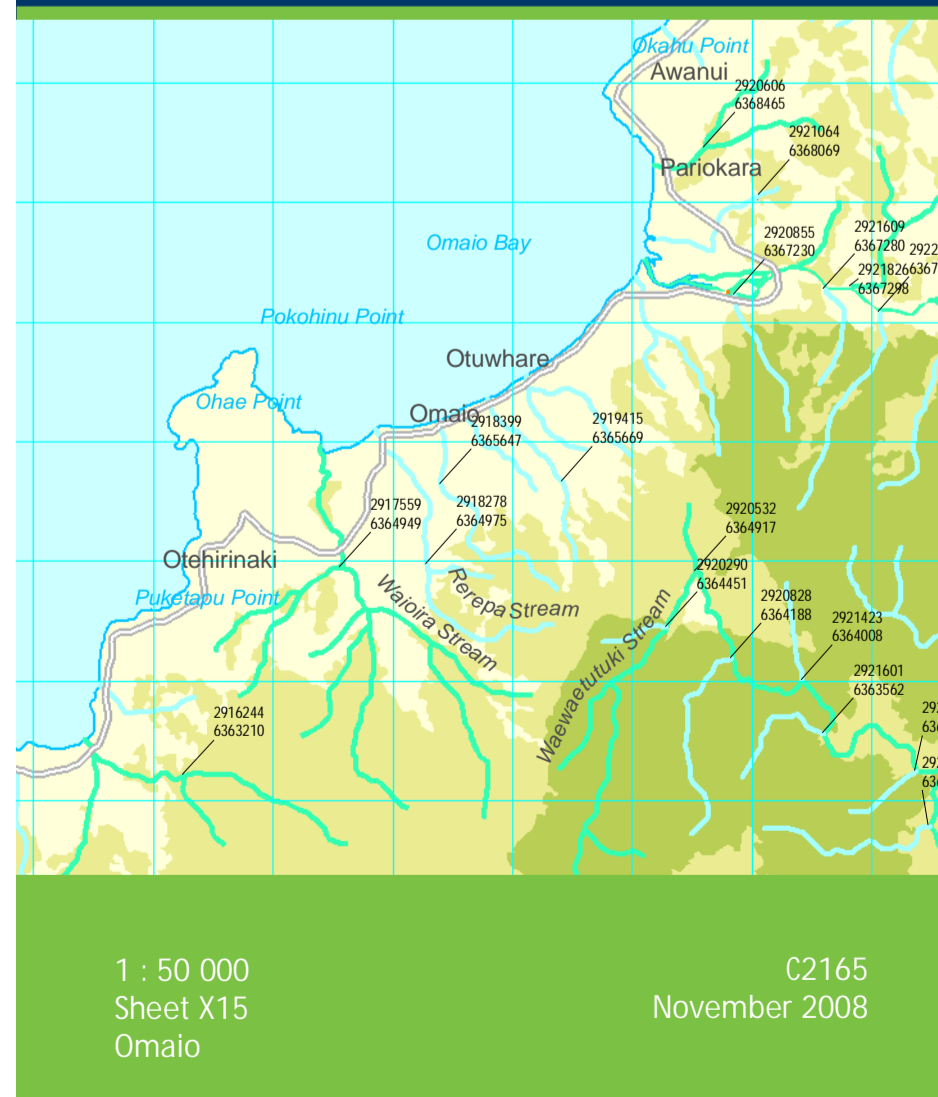 Okahu Point
Awanui
2920606
6368465
2921064
6368069
Pariokara
2920855
6367230
2921609
6367280
2921826
6367298
Omaio Bay
Pokohinu Point
Otuwhare
Ohae Point
Omaio
2918399
6365647
2919415
6365669
2917559
6364949
2918278
6364975
2920532
6364917
Otehirinaki
2920290
6364451
Puketapu Point
Waioira Stream
Rerepa Stream
Waewaetutuki Stream
2920828
6364188
2921423
6364008
2921601
6363562
2916244
6363210
1 : 50 000
Sheet X15
Omaio
C2165
November 2008